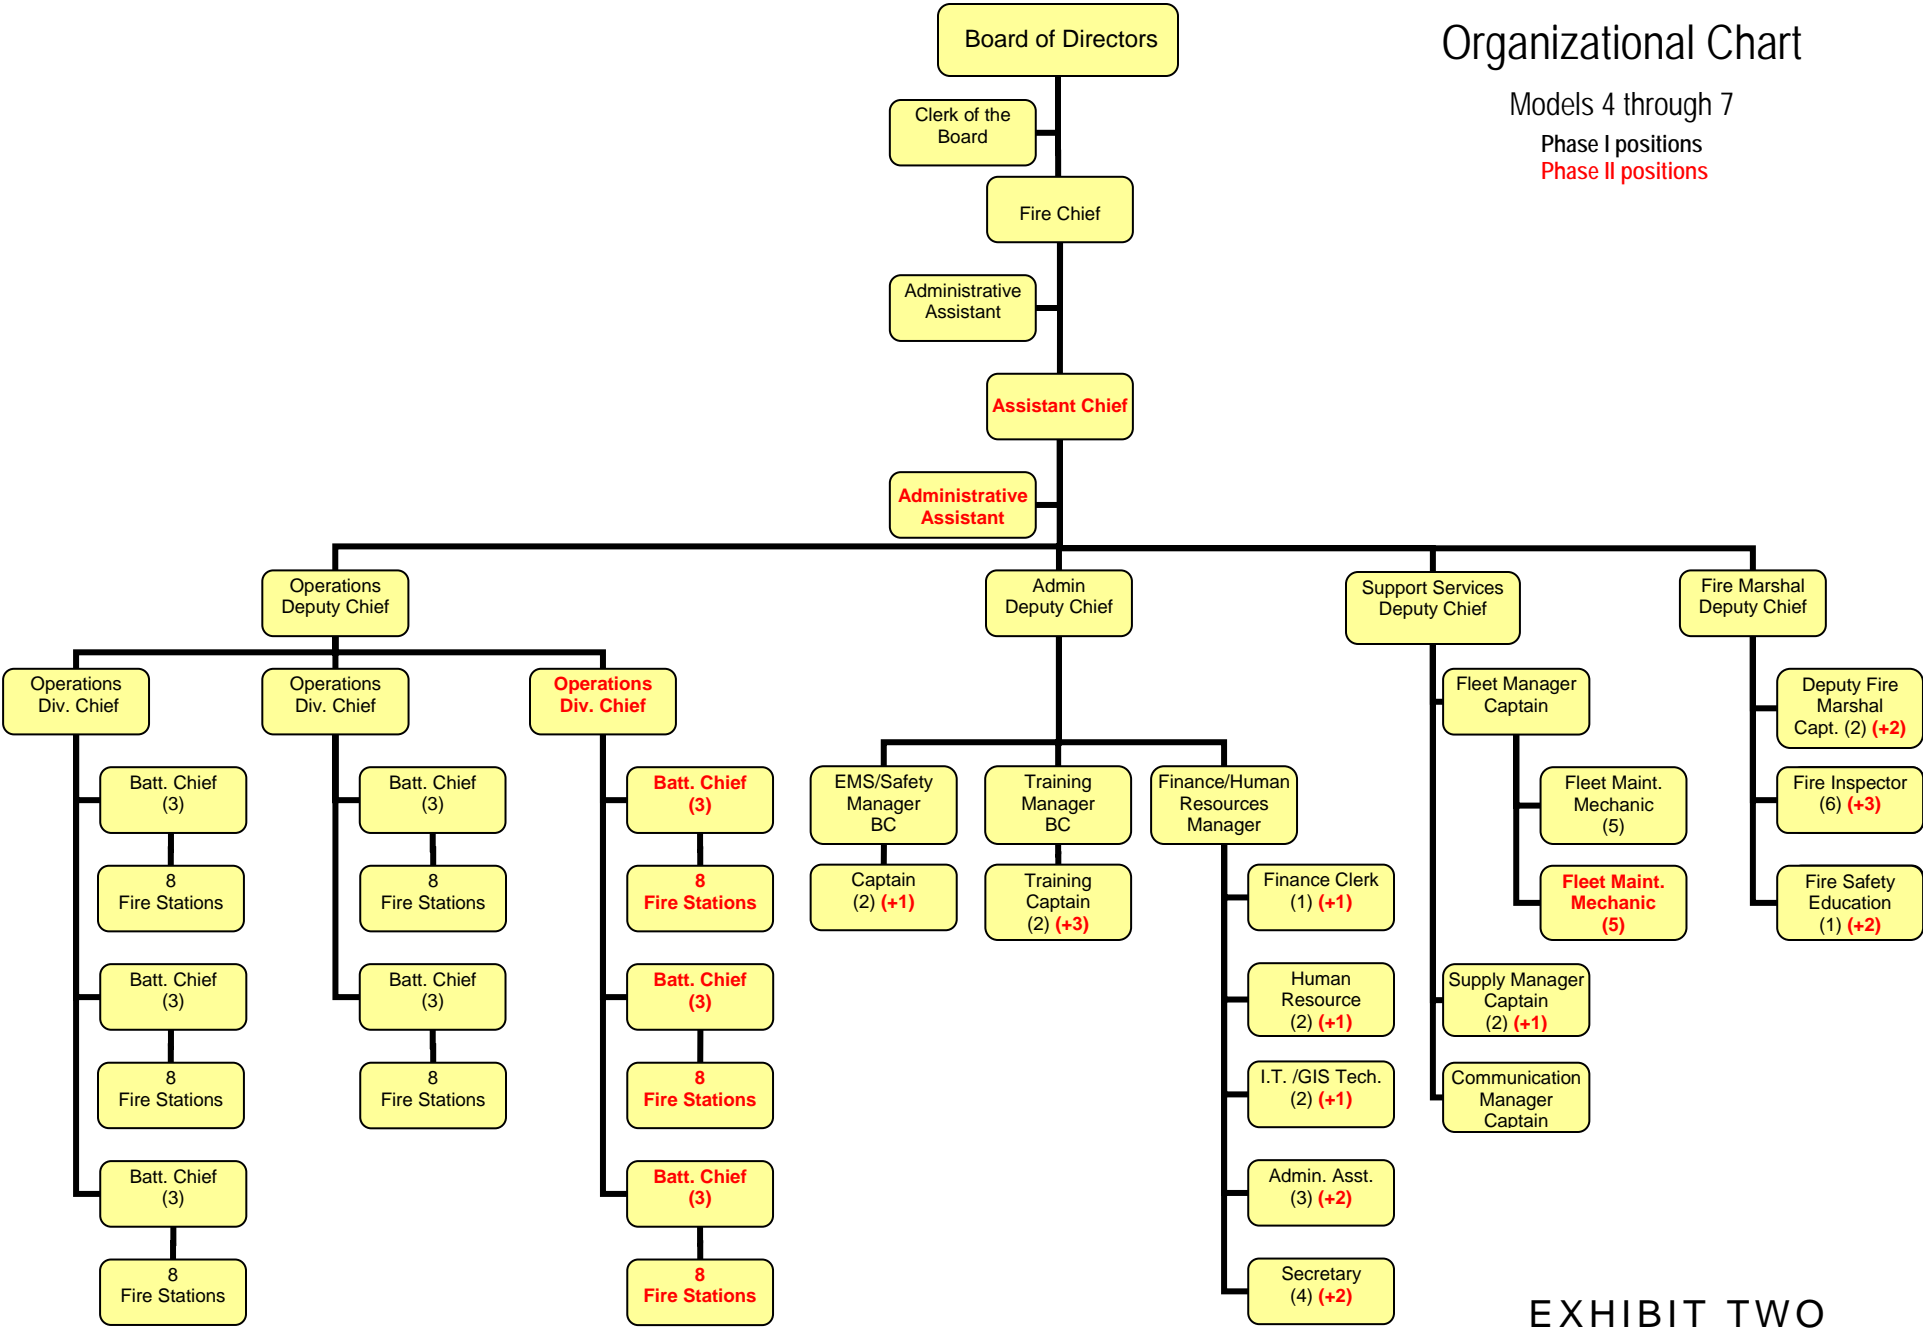 Board of Directors
Organizational Chart
Models 4 through 7
Phase I positions
Phase II positions
Clerk of the
Board
Fire Chief
Administrative
Assistant
Assistant Chief
Administrative
Assistant
Operations
Deputy Chief
Admin
Deputy Chief
Support Services
Deputy Chief
Fire Marshal
Deputy Chief
Operations
Div. Chief
Operations
Div. Chief
Operations
Div. Chief
Batt. Chief
(3)
8
Fire Stations
Batt. Chief
(3)
8
Fire Stations
Batt. Chief
(3)
8
Fire Stations
Batt. Chief
(3)
8
Fire Stations
Batt. Chief
(3)
8
Fire Stations
Batt. Chief
(3)
8
Fire Stations
Batt. Chief
(3)
8
Fire Stations
Batt. Chief
(3)
8
Fire Stations
EMS/Safety
Manager
BC
Captain
(2) (+1)
Training
Manager
BC
Training
Captain
(2) (+3)
Finance/Human
Resources
Manager
Finance Clerk
(1) (+1)
Human
Resource
(2) (+1)
I.T. /GIS Tech.
(2) (+1)
Admin. Asst.
(3) (+2)
Secretary
(4) (+2)
Fleet Manager
Captain
Fleet Maint.
Mechanic
(5)
Fleet Maint.
Mechanic
(5)
Supply Manager
Captain
(2) (+1)
Communication
Manager
Captain
Deputy Fire
Marshal
Capt. (2) (+2)
Fire Inspector
(6) (+3)
Fire Safety
Education
(1) (+2)
EXHIBIT TWO